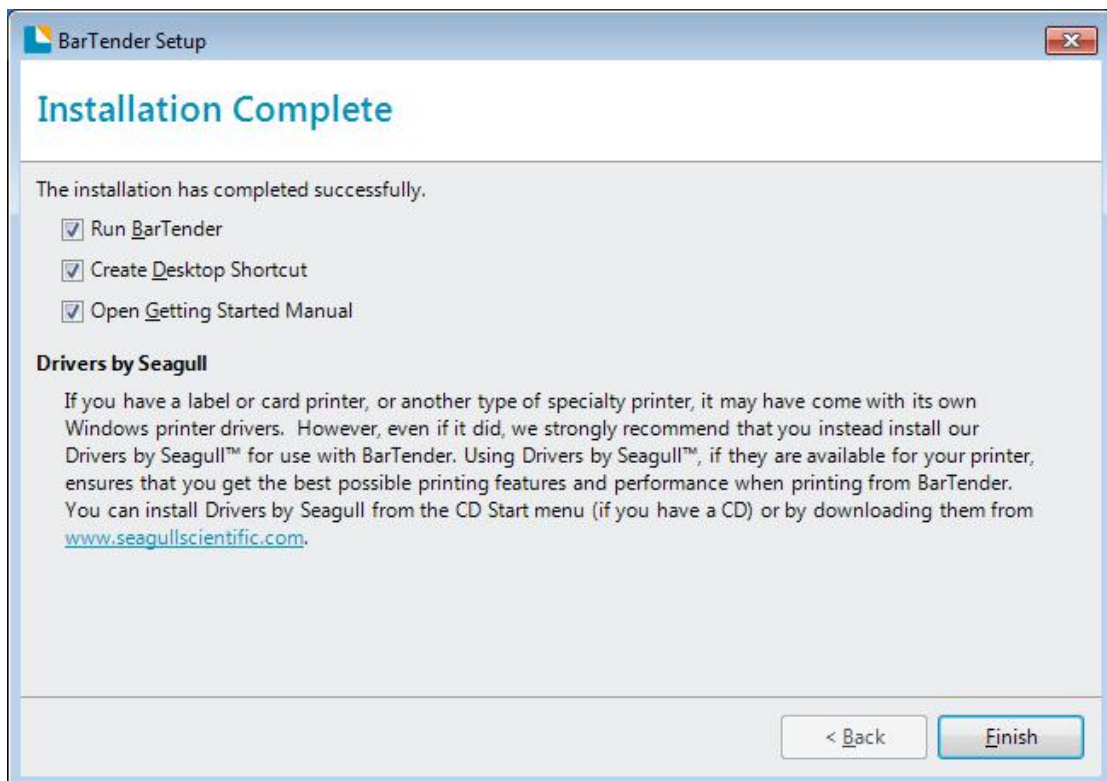 BarTender Setup
Installation Complete
The installation has completed successfully.
Run BarTender
Create Desktop Shortcut
Open Getting Started Manual
Drivers by Seagull
If you have a label or card printer, or another type of specialty printer, it may have come with its own
Windows printer drivers.  However, even if it did, we strongly recommend that you instead install our
Drivers by Seagull™ for use with BarTender. Using Drivers by Seagull™, if they are available for your printer,
ensures that you get the best possible printing features and performance when printing from BarTender.
You can install Drivers by Seagull from the CD Start menu (if you have a CD) or by downloading them from
www.seagullscientific.com.
< Back
Finish